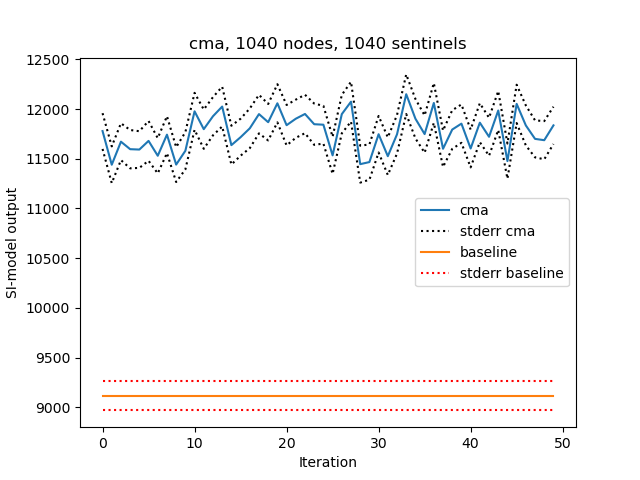 cma, 1040 nodes, 1040 sentinels
12500
12000
11500
11000
10500
10000
9500
9000
SI-model output
cma
stderr cma
baseline
stderr baseline
0 10 20 30 40 50
Iteration